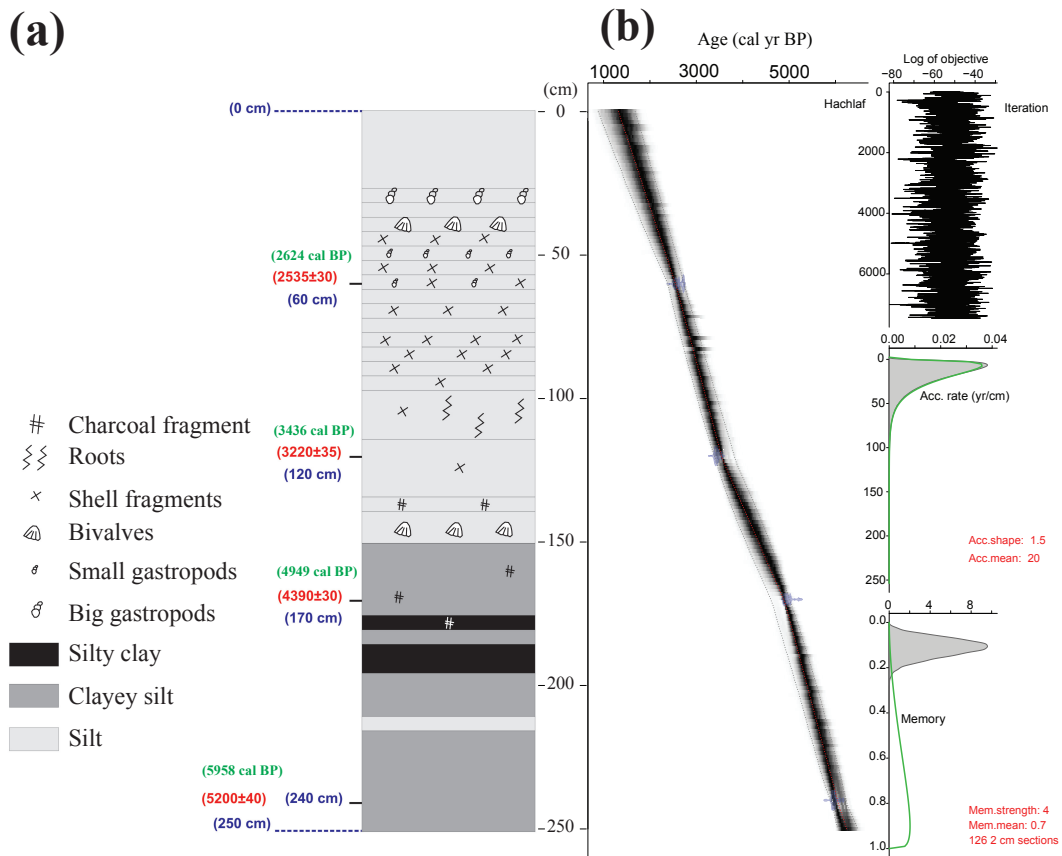 (a)
(0 cm)
(2624 cal BP)
(2535±30)
(60 cm)
(3436 cal BP)
(3220±35)
(120 cm)
(4949 cal BP)
(4390±30)
(170 cm)
(5958 cal BP)
(5200±40) (240 cm)
(250 cm)
Charcoal fragment
Roots
Shell fragments
Bivalves
Small gastropods
Big gastropods
Silty clay
Clayey silt
Silt
(cm)
0
50
100
150
200
250
(b)
Age (cal yr BP)
1000 3000 5000
Hachlaf
Log of objective
−80 −60 −40
Iteration
0
2000
4000
6000
0.00 0.02 0.04
Acc. rate (yr/cm)
0
50
100
150
200
250
Acc.shape: 1.5
Acc.mean: 20
0 4 8
Memory
0.0
0.2
0.4
0.6
0.8
1.0
Mem.strength: 4
Mem.mean: 0.7
126 2 cm sections